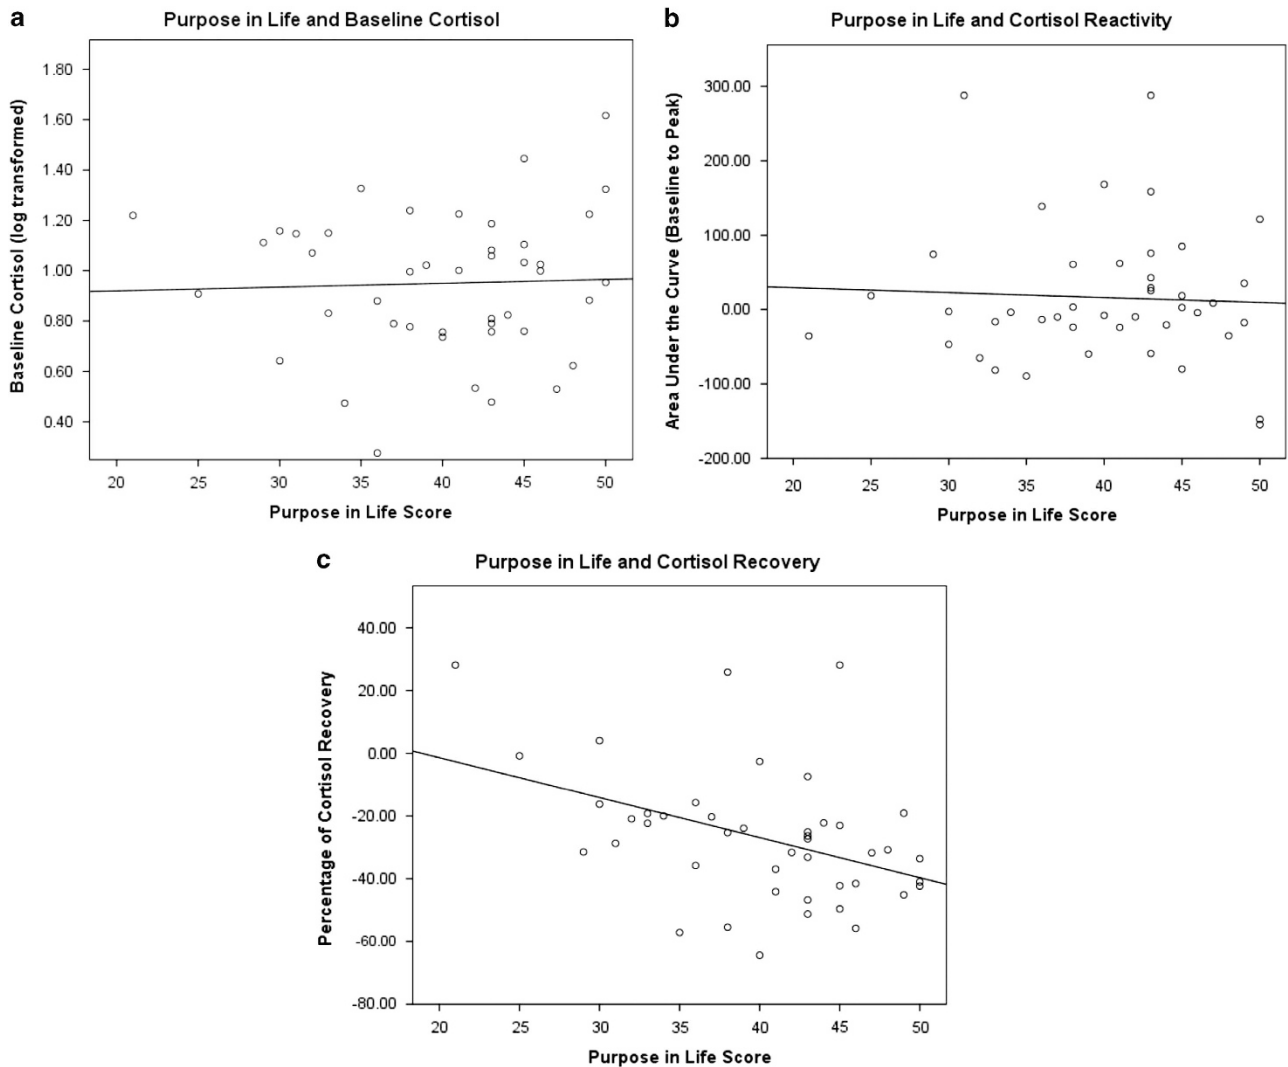 a
Purpose in Life and Baseline Cortisol
Baseline Cortisol (log transformed)
1.80
1.60
1.40
1.20
1.00
0.80
0.60
0.40
20 25 30 35 40 45 50
Purpose in Life Score
b
Purpose in Life and Cortisol Reactivity
Area Under the Curve (Baseline to Peak)
300.00
200.00
100.00
0.00
-100.00
-200.00
20 25 30 35 40 45 50
Purpose in Life Score
c
Purpose in Life and Cortisol Recovery
Percentage of Cortisol Recovery
40.00
20.00
0.00
-20.00
-40.00
-60.00
-80.00
20 25 30 35 40 45 50
Purpose in Life Score